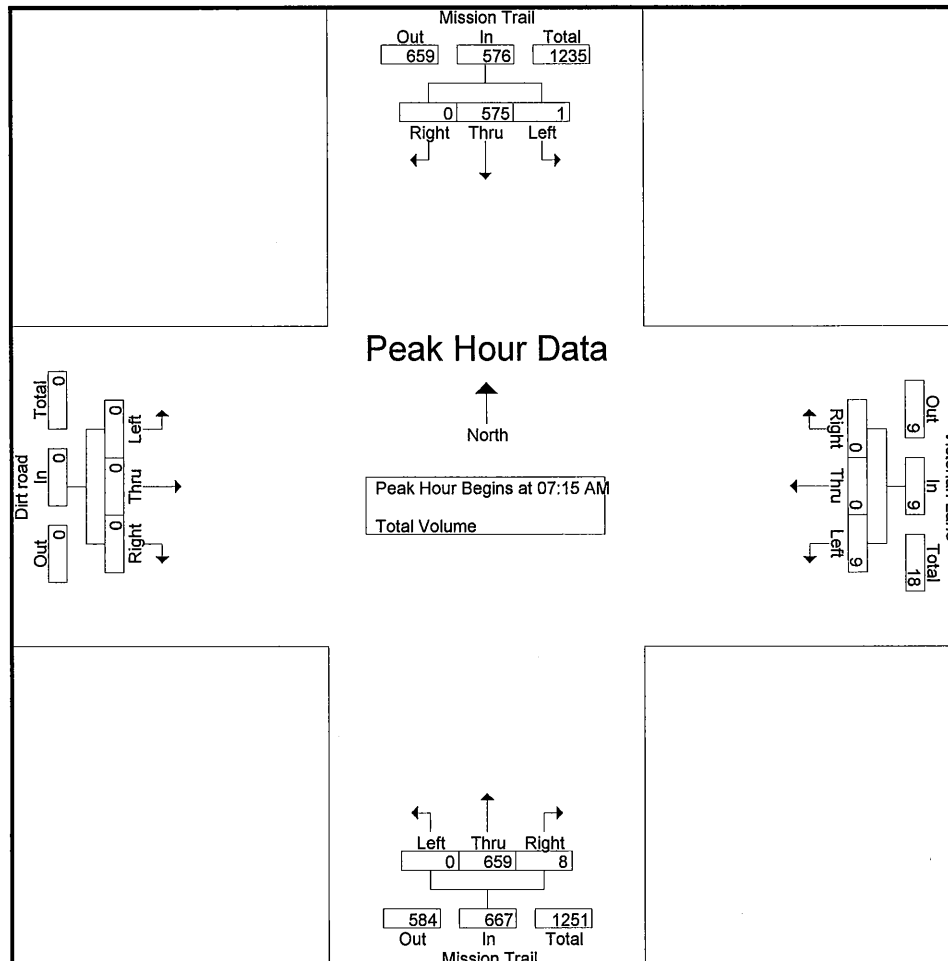 Mission Trail
Out In Total
659 576 1235
0 575 1
Right Thru Left
Peak Hour Data
North
Peak Hour Begins at 07:15 AM
Total Volume
Dirt road
Out In Total
0 0 0
Left Thru Right
0 0 0
Out In Total
9 9 18
Right Thru Left
0 0 9
Left Thru Right
0 659 8
584 667 1251
Out In Total
Mission Trail